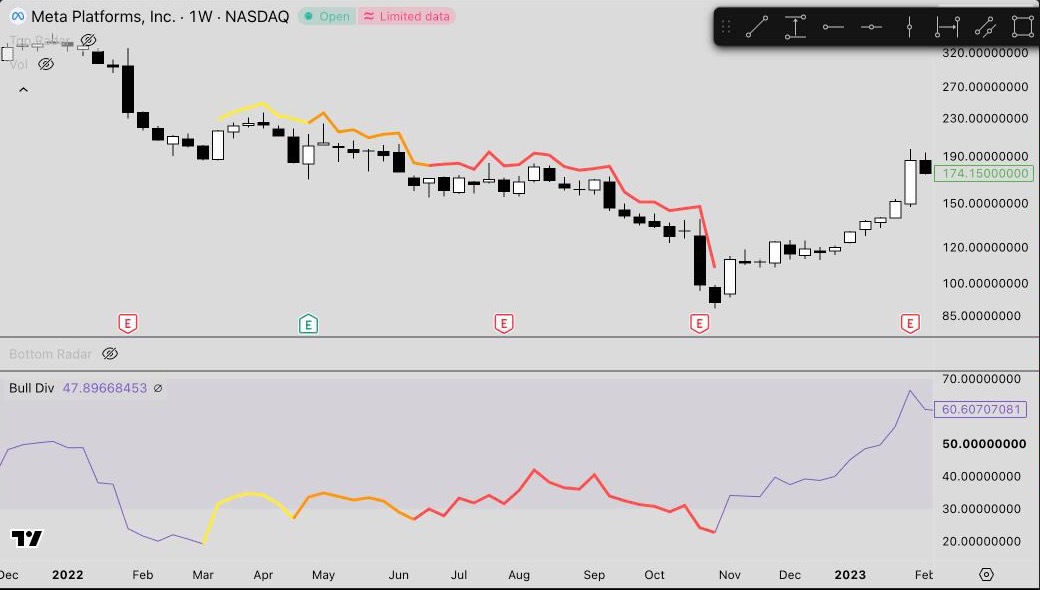 Meta Platforms, Inc. · 1W · NASDAQ Open ≈ Limited data
Top Radar
Vol
320.00000000
270.00000000
230.00000000
190.00000000
174.15000000
150.00000000
120.00000000
100.00000000
85.00000000
E E E E E
Bottom Radar
Bull Div 47.89668453 ∅
70.00000000
60.60707081
50.00000000
40.00000000
30.00000000
20.00000000
Dec 2022 Feb Mar Apr May Jun Jul Aug Sep Oct Nov Dec 2023 Feb